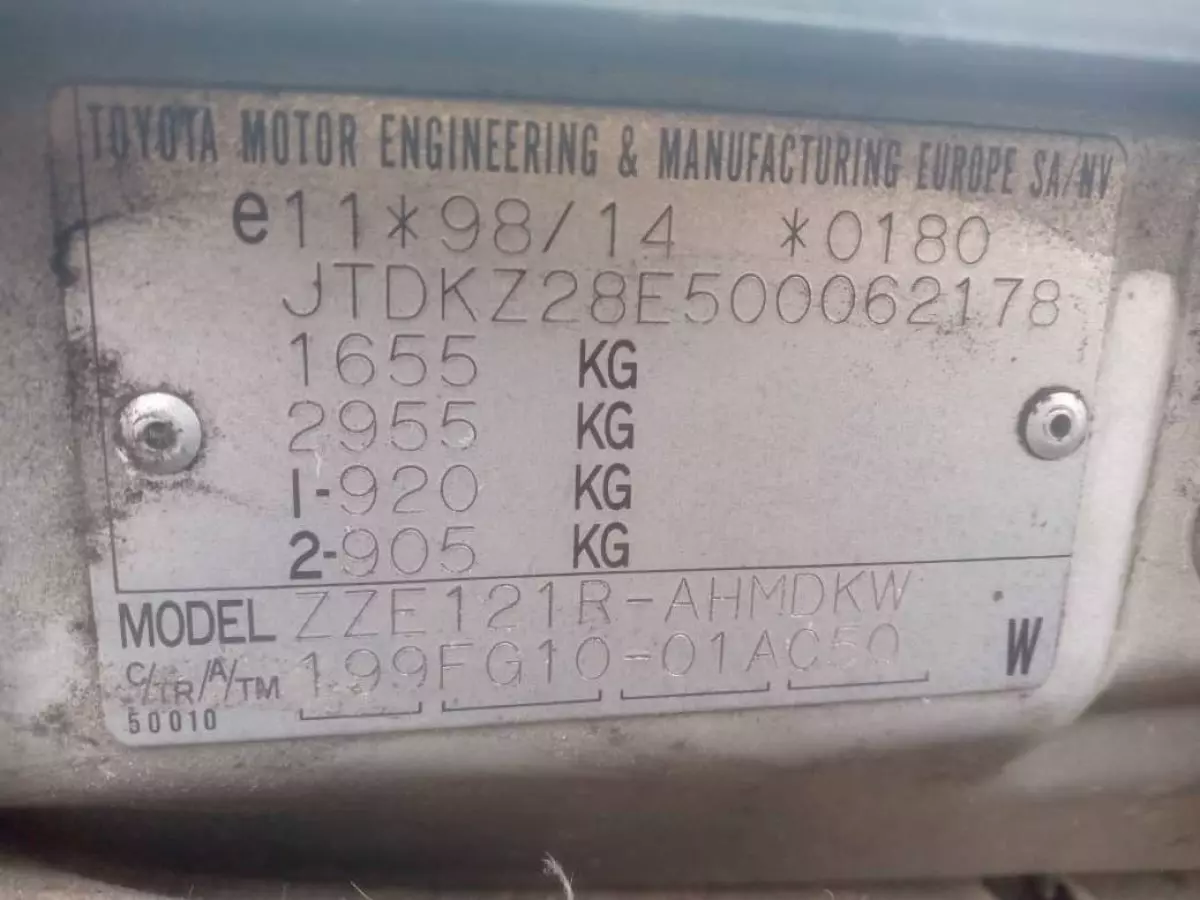 TOYOTA MOTOR ENGINEERING & MANUFACTURING EUROPE SA/NV
e11*98/14 *0180
JTDKZ28E500062178
1655 KG
2955 KG
1-920 KG
2-905 KG
MODEL ZZE121R-AHMDKW
C/TR/A/TM 199FG10-01AC50 W
50010